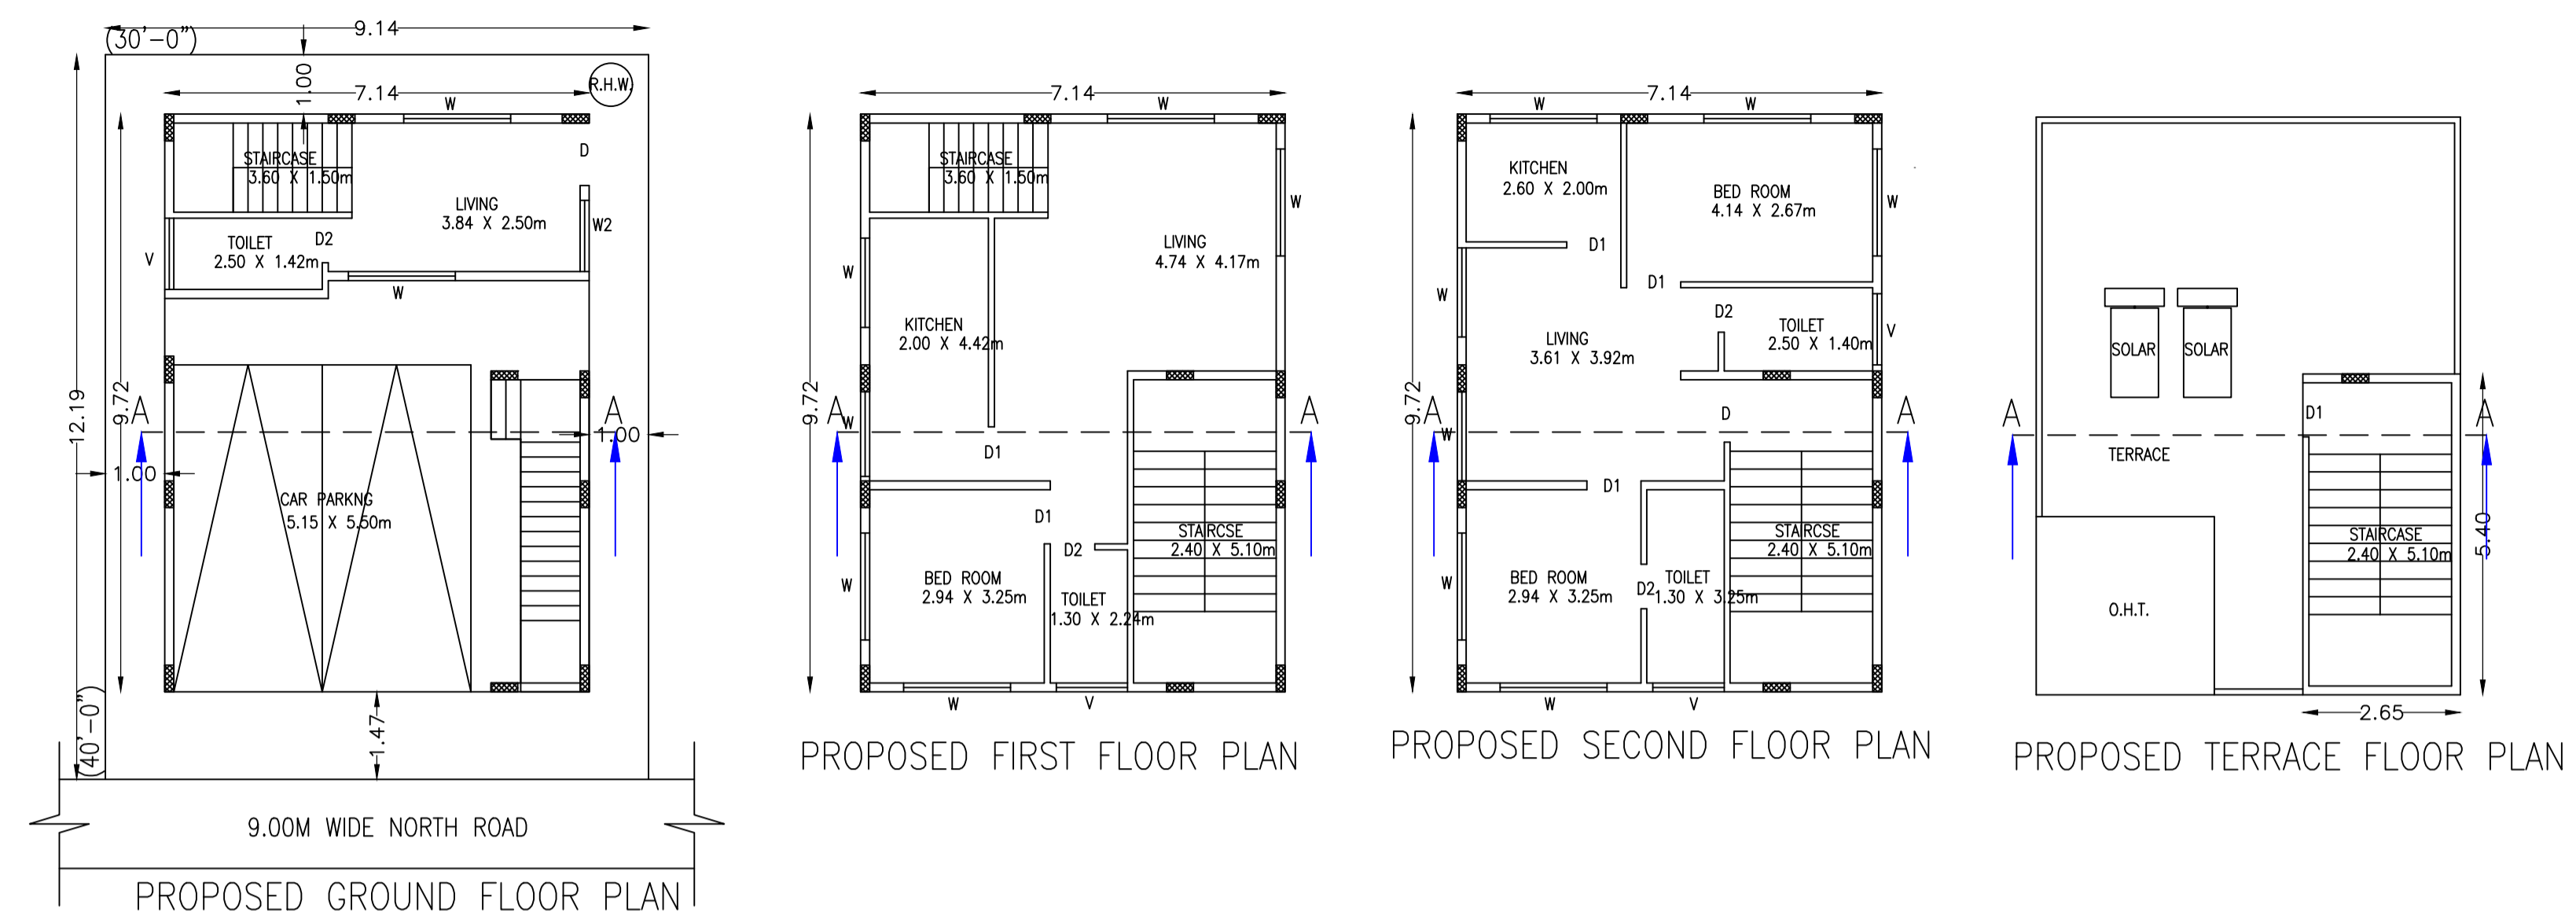 9.14
(30'-0")
1.00
R.H.W.
7.14
W
STAIRCASE
3.60 X 1.50m
D
LIVING
3.84 X 2.50m
W2
TOILET
2.50 X 1.42m
D2
V
W
12.19
9.72
A
A
1.00
1.00
CAR PARKNG
5.15 X 5.50m
(40'-0")
1.47
9.00M WIDE NORTH ROAD
PROPOSED GROUND FLOOR PLAN
7.14
W
STAIRCASE
3.60 X 1.50m
W
LIVING
4.74 X 4.17m
W
KITCHEN
2.00 X 4.42m
9.72
A
W
A
D1
D1
D2
STAIRCSE
2.40 X 5.10m
W
BED ROOM
2.94 X 3.25m
TOILET
1.30 X 2.24m
W
V
PROPOSED FIRST FLOOR PLAN
7.14
W
W
KITCHEN
2.60 X 2.00m
BED ROOM
4.14 X 2.67m
W
D1
D1
W
D2
TOILET
2.50 X 1.40m
V
LIVING
3.61 X 3.92m
9.72
A
W
D
A
D1
STAIRCSE
2.40 X 5.10m
W
BED ROOM
2.94 X 3.25m
D2
TOILET
1.30 X 3.25m
W
V
PROPOSED SECOND FLOOR PLAN
SOLAR
SOLAR
A
D1
A
TERRACE
STAIRCASE
2.40 X 5.10m
5.40
O.H.T.
2.65
PROPOSED TERRACE FLOOR PLAN